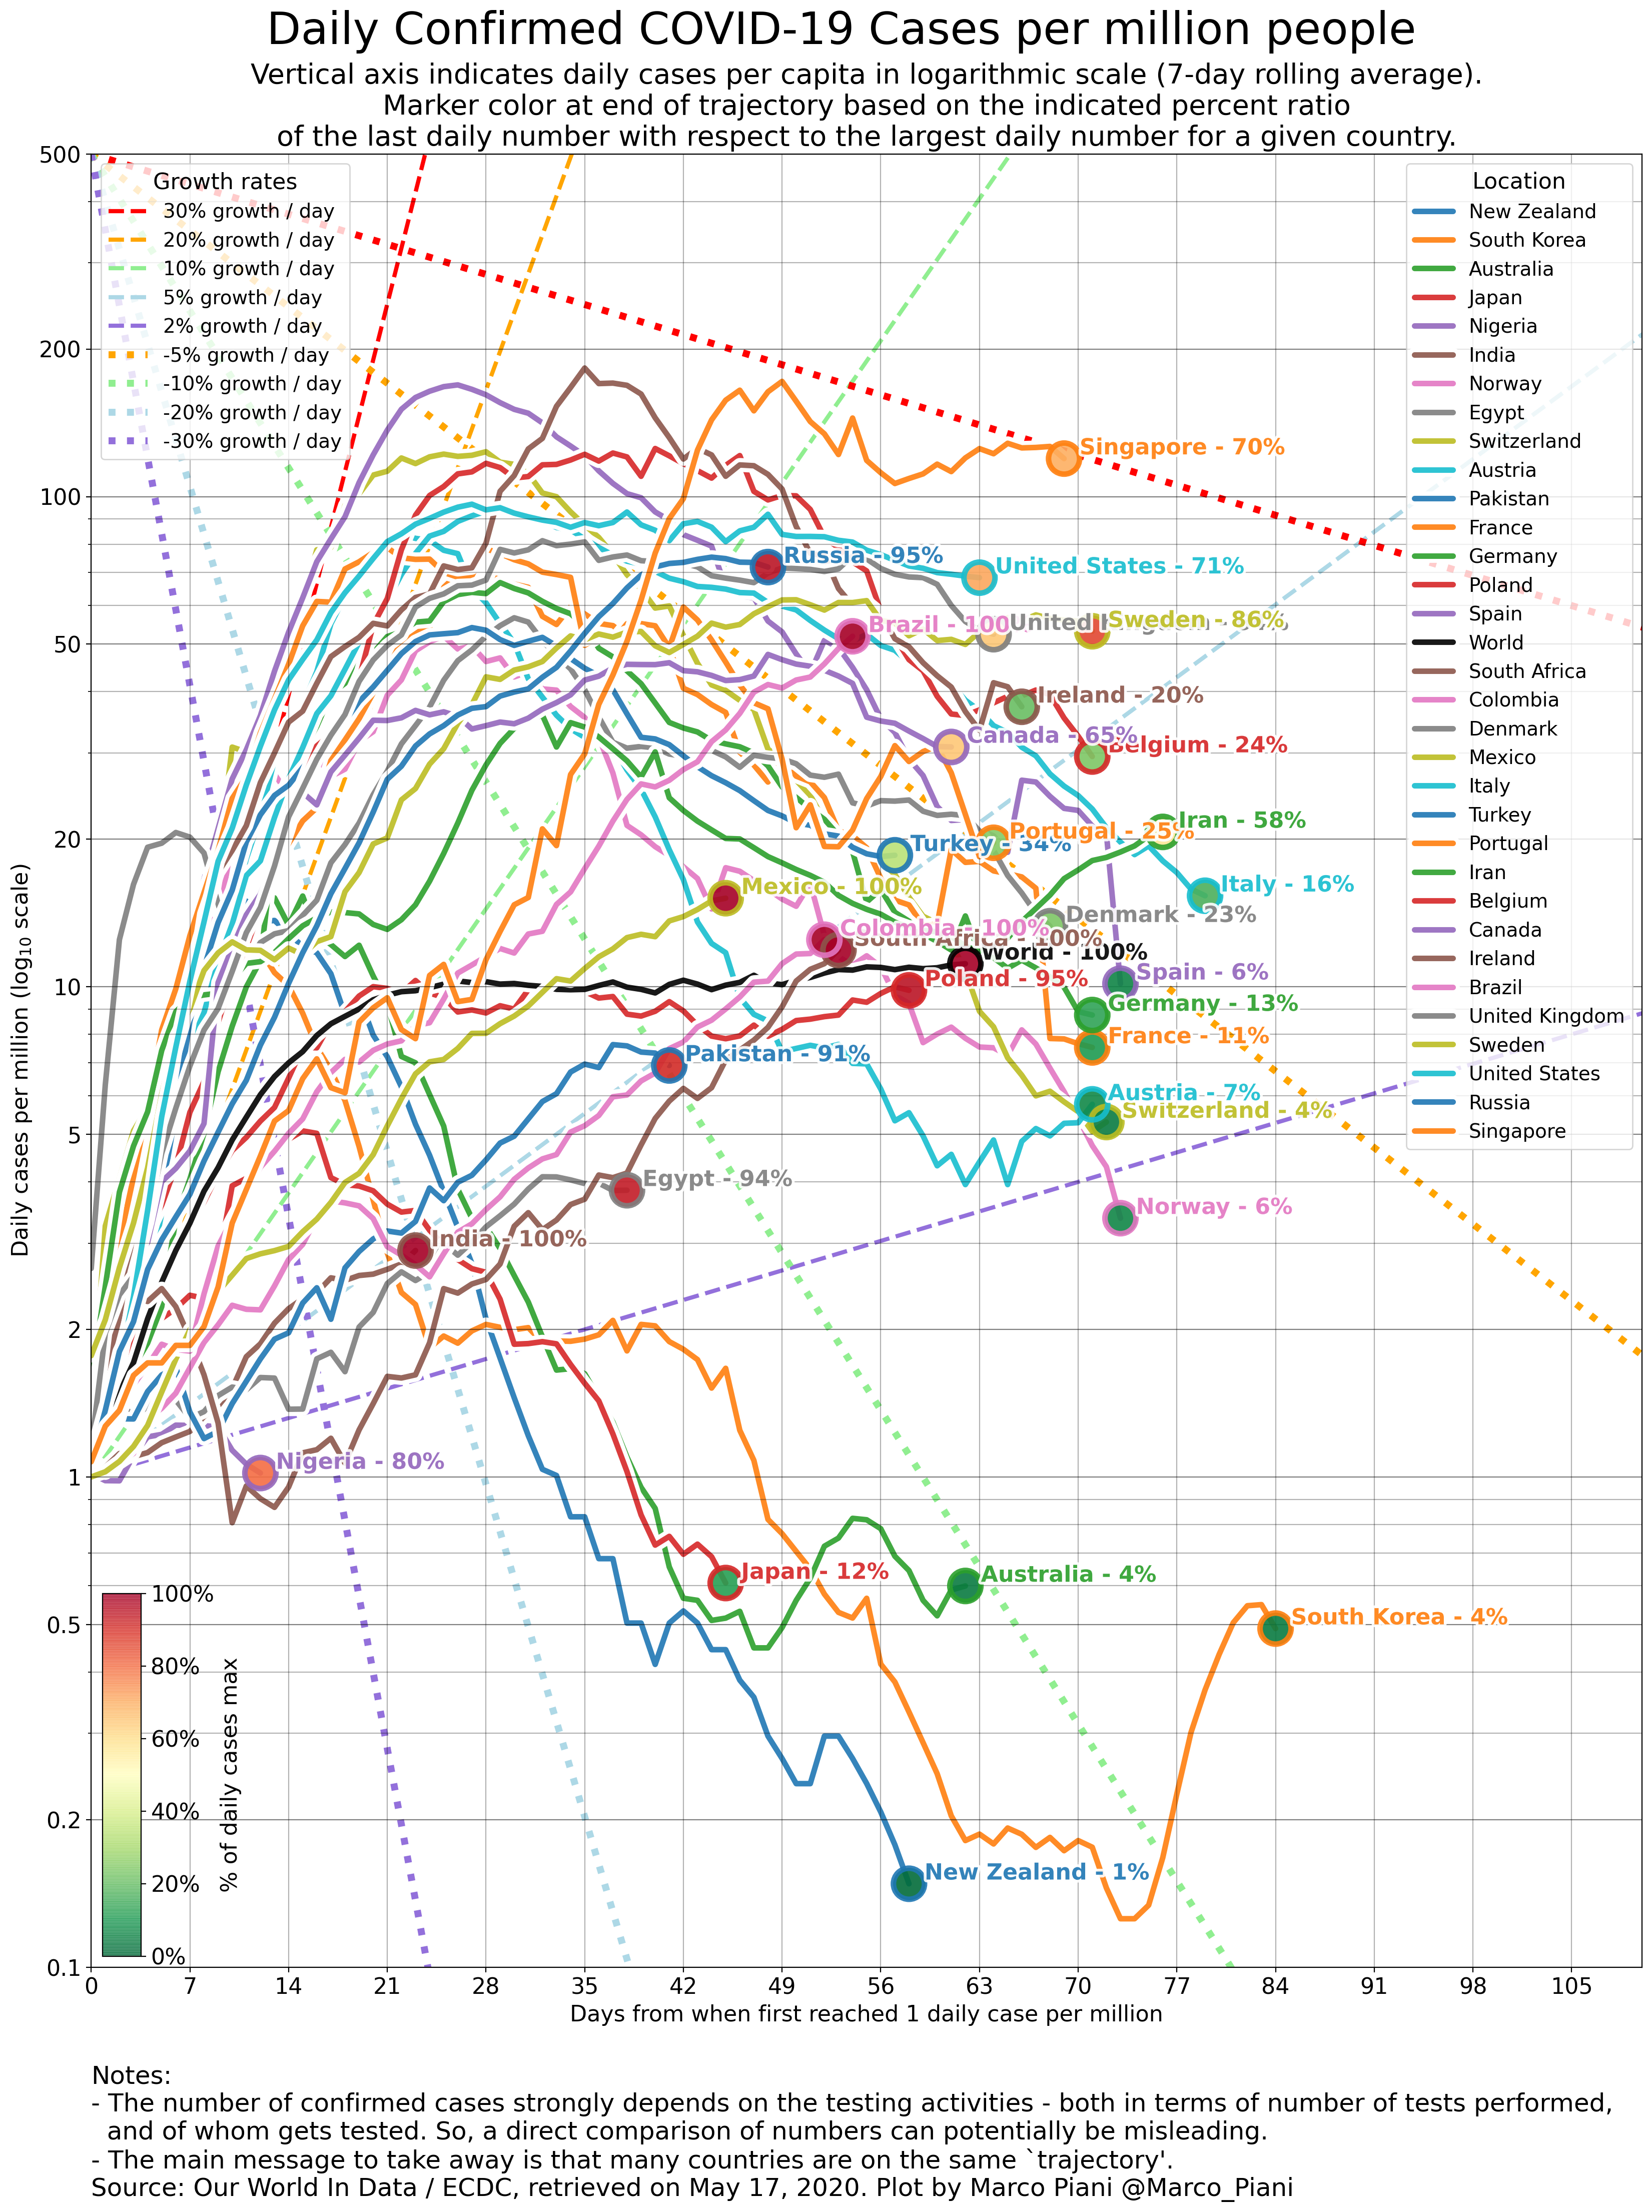 Daily Confirmed COVID-19 Cases per million people
Vertical axis indicates daily cases per capita in logarithmic scale (7-day rolling average).
Marker color at end of trajectory based on the indicated percent ratio
of the last daily number with respect to the largest daily number for a given country.
Daily cases per million (log10 scale)
500
200
100
50
20
10
5
2
1
0.5
0.2
0.1
Growth rates
30% growth / day
20% growth / day
10% growth / day
5% growth / day
2% growth / day
-5% growth / day
-10% growth / day
-20% growth / day
-30% growth / day
Location
New Zealand
South Korea
Australia
Japan
Nigeria
India
Norway
Egypt
Switzerland
Austria
Pakistan
France
Germany
Poland
Spain
World
South Africa
Colombia
Denmark
Mexico
Italy
Turkey
Portugal
Iran
Belgium
Canada
Ireland
Brazil
United Kingdom
Sweden
United States
Russia
Singapore
Singapore - 70%
Russia - 95%
United States - 71%
Brazil - 100
United
Sweden - 86%
Ireland - 20%
Canada - 65%
Belgium - 24%
Iran - 58%
Portugal - 25%
Turkey - 34%
Mexico - 100%
Italy - 16%
Denmark - 23%
Colombia - 100%
South Africa - 100%
World - 100%
Poland - 95%
Spain - 6%
Germany - 13%
France - 11%
Pakistan - 91%
Austria - 7%
Switzerland - 4%
Egypt - 94%
Norway - 6%
India - 100%
Nigeria - 80%
Japan - 12%
Australia - 4%
South Korea - 4%
New Zealand - 1%
100%
80%
60%
40%
20%
0%
% of daily cases max
0 7 14 21 28 35 42 49 56 63 70 77 84 91 98 105
Days from when first reached 1 daily case per million
Notes:
- The number of confirmed cases strongly depends on the testing activities - both in terms of number of tests performed,
and of whom gets tested. So, a direct comparison of numbers can potentially be misleading.
- The main message to take away is that many countries are on the same `trajectory'.
Source: Our World In Data / ECDC, retrieved on May 17, 2020. Plot by Marco Piani @Marco_Piani